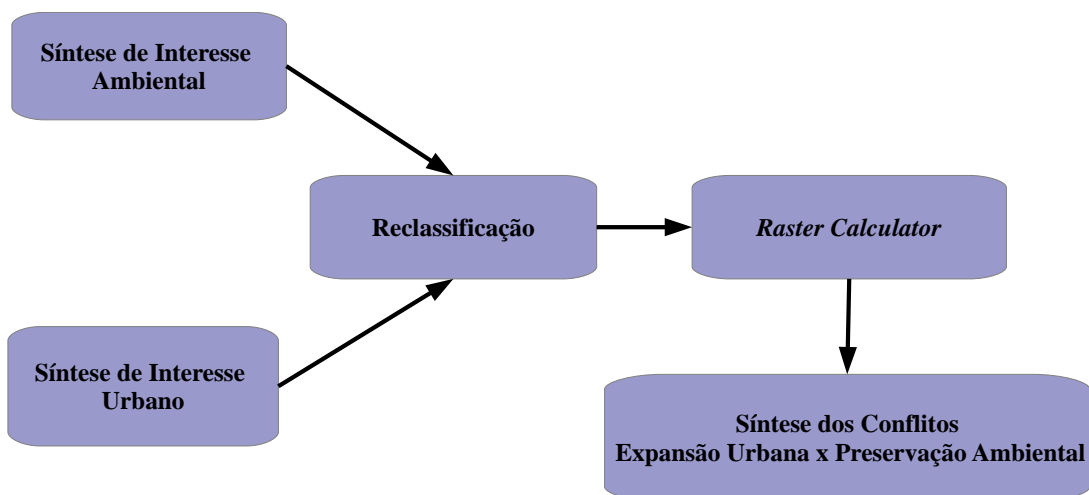 Síntese de Interesse
Ambiental
Reclassificação
Raster Calculator
Síntese de Interesse
Urbano
Síntese dos Conflitos
Expansão Urbana x Preservação Ambiental